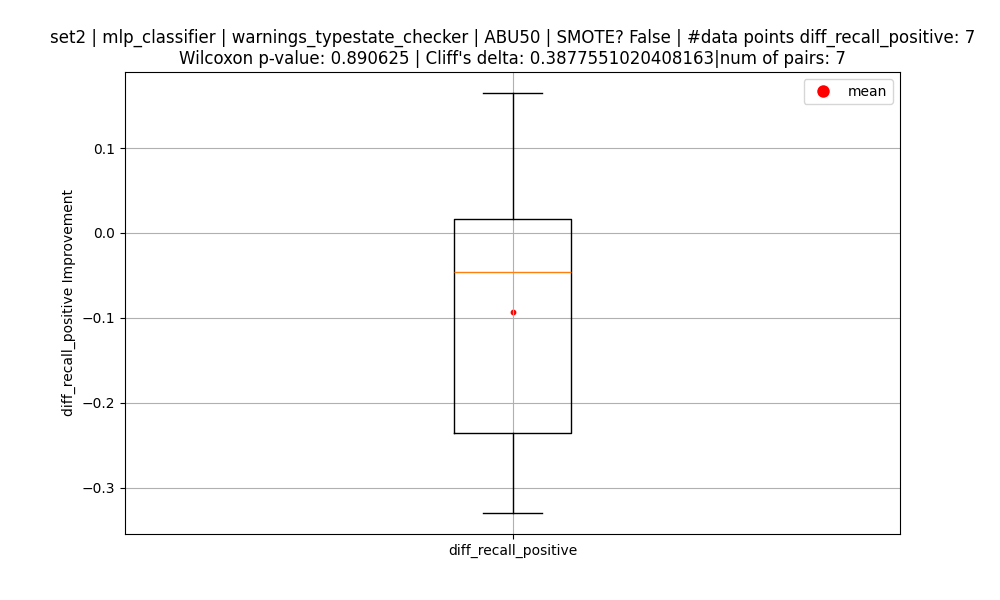 set2 | mlp_classifier | warnings_typestate_checker | ABU50 | SMOTE? False | #data points diff_recall_positive: 7
Wilcoxon p-value: 0.890625 | Cliff's delta: 0.3877551020408163|num of pairs: 7
mean
0.1
0.0
−0.1
−0.2
−0.3
diff_recall_positive Improvement
diff_recall_positive